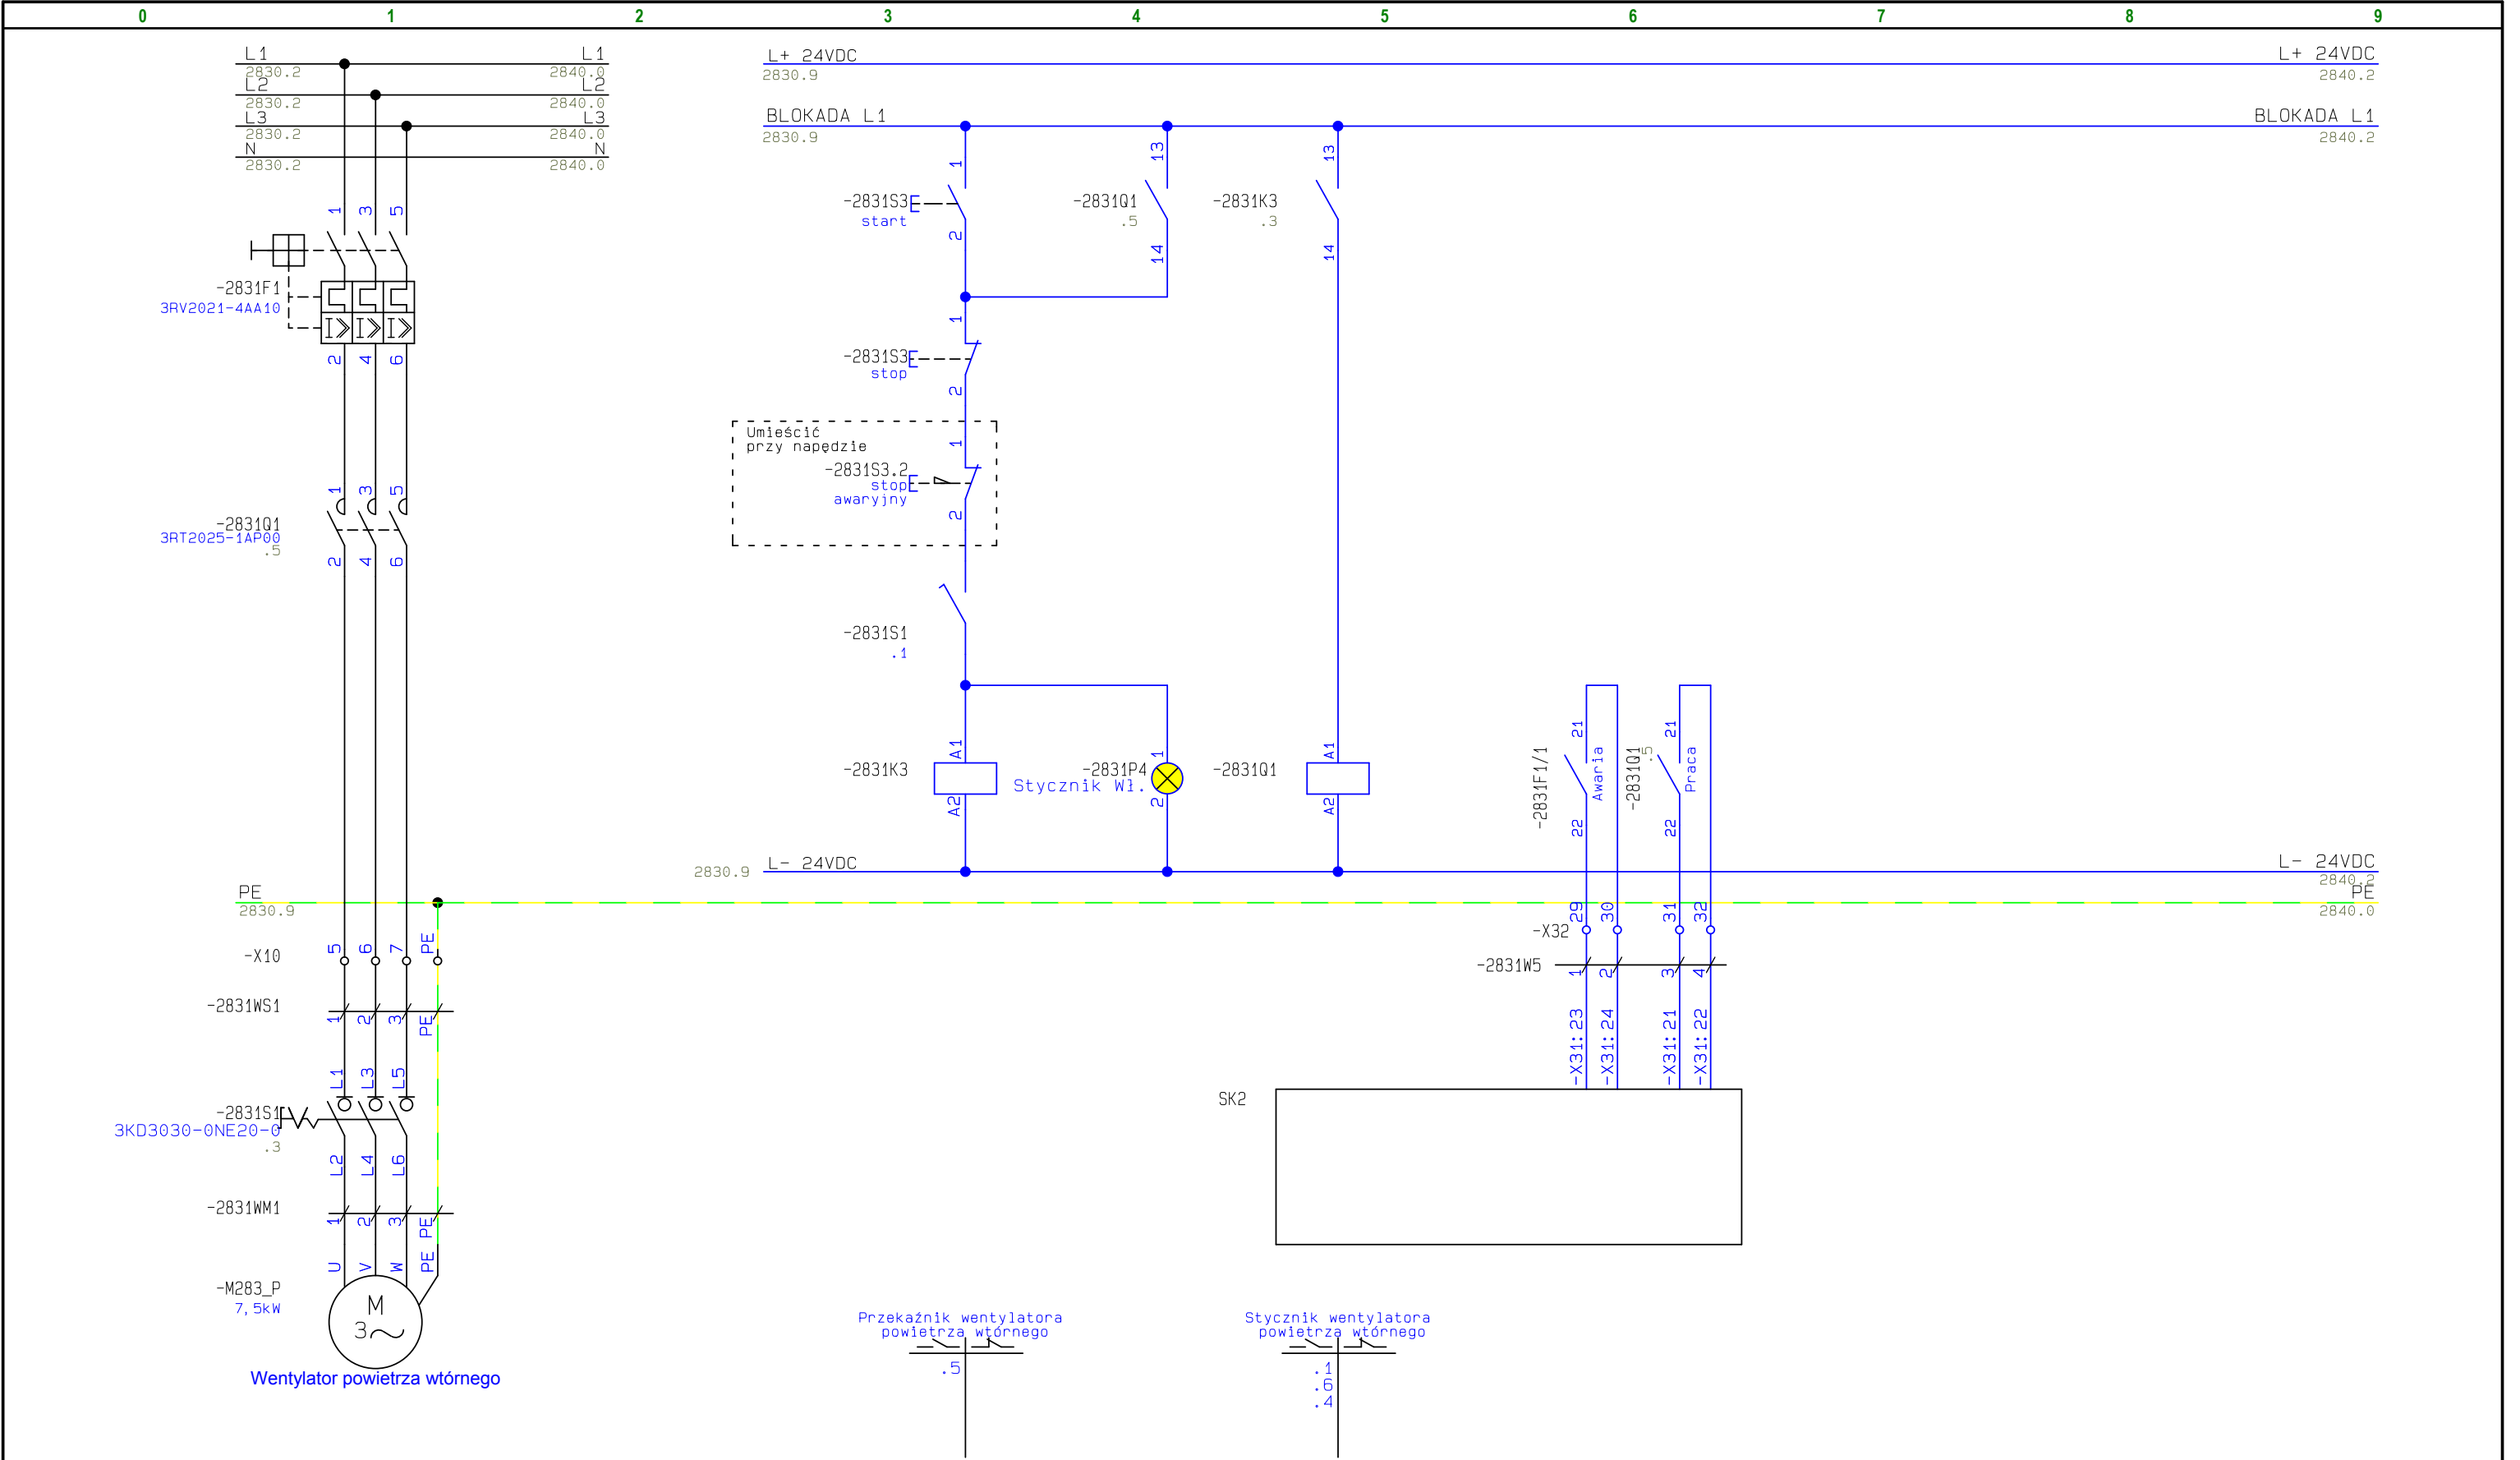 0 1 2 3 4 5 6 7 8 9
L1 L1
2830.2 2840.0
L2 L2
2830.2 2840.0
L3 L3
2830.2 2840.0
N N
2830.2 2840.0
L+ 24VDC L+ 24VDC
2830.9 2840.2
BLOKADA L1 BLOKADA L1
2830.9 2840.2
1 3 5
-2831F1
3RV2021-4AA10
I I I
2 4 6
1 3 5
-2831Q1
3RT2025-1AP00
.5
2 4 6
1
-2831S3
start
2
13
-2831Q1
.5
14
13
-2831K3
.3
14
1
-2831S3
stop
2
Umieścić
przy napędzie
1
-2831S3.2
stop
awaryjny
2
-2831S1
.1
A1
-2831K3
A2
1
-2831P4
Stycznik Wł.
2
A1
-2831Q1
A2
21
-2831F1/1
Awaria
22
21
-2831Q1
.5
Praca
22
L- 24VDC L- 24VDC
2830.9 2840.2
PE PE
2830.9 2840.0
-X10
5 6 7 PE
-2831WS1
1 2 3 PE
L1 L3 L5
-2831S1
3KD3030-0NE20-0
.3
L2 L4 L6
-2831WM1
1 2 3 PE
U V W PE
-M283_P
7,5kW
M
3
Wentylator powietrza wtórnego
29 30 31 32
-X32
-2831W5
1 2 3 4
-X31:23
-X31:24
-X31:21
-X31:22
SK2
Przekaźnik wentylatora
powietrza wtórnego
.5
Stycznik wentylatora
powietrza wtórnego
.1
.6
.4